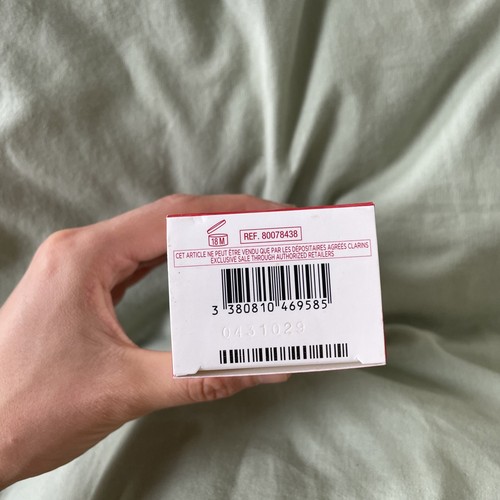 18 M
REF. 80078438
CET ARTICLE NE PEUT ÊTRE VENDU QUE PAR LES DÉPOSITAIRES AGRÉÉS CLARINS
EXCLUSIVE SALE THROUGH AUTHORIZED RETAILERS
3 380810 469585